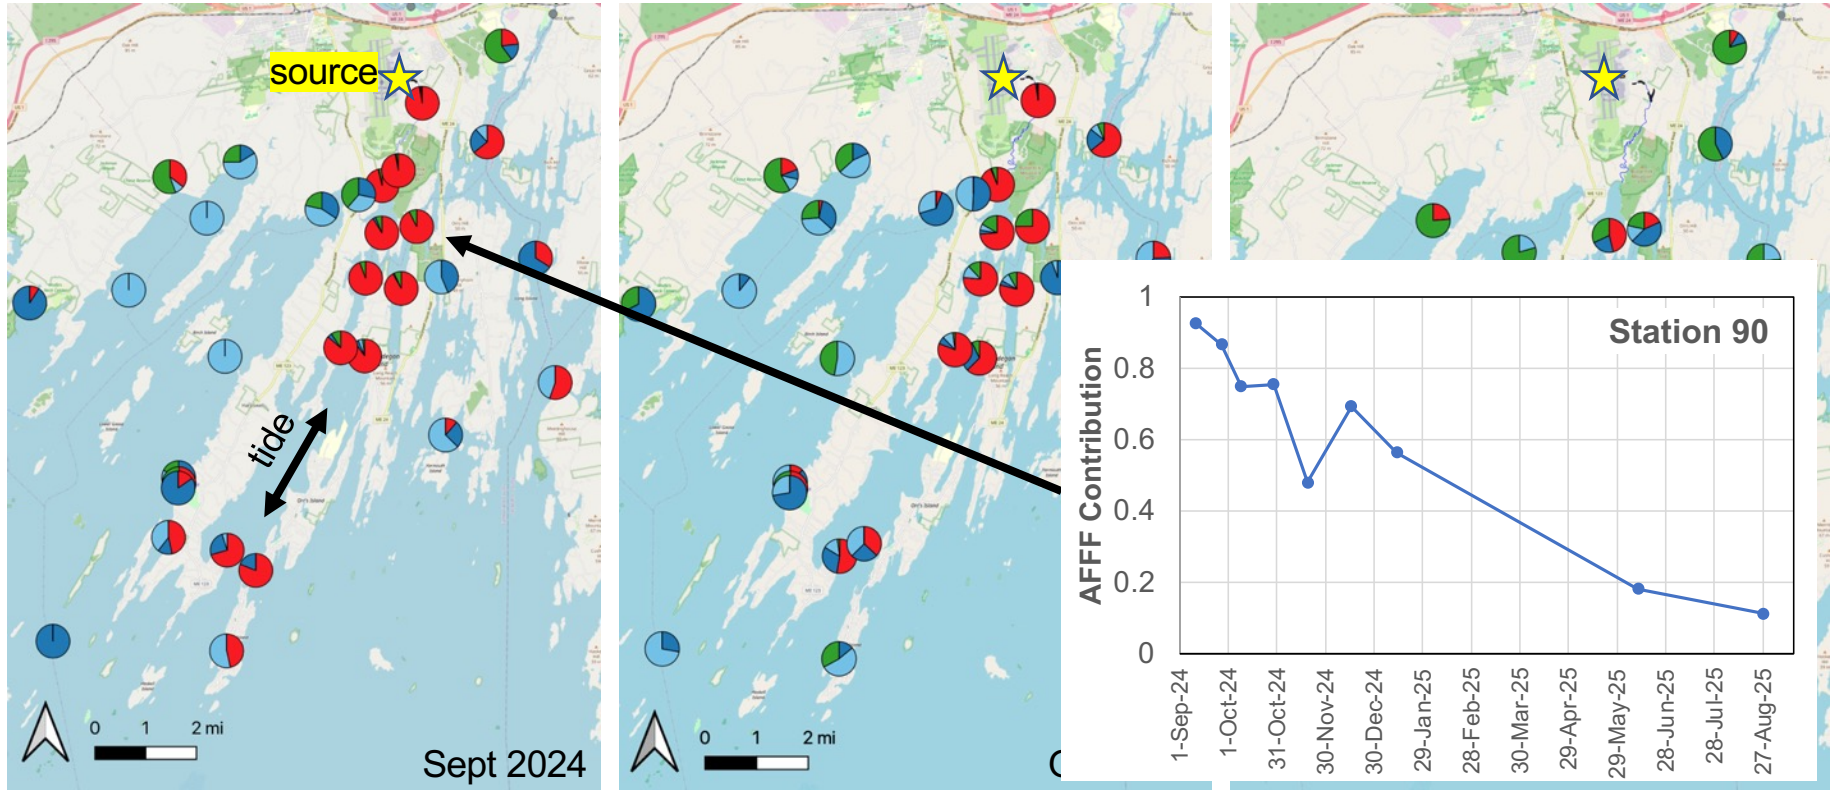 source
tide
0 1 2 mi
Sept 2024
0 1 2 mi
Station 90
AFFF Contribution
1
0.8
0.6
0.4
0.2
0
1-Sep-24
1-Oct-24
31-Oct-24
30-Nov-24
30-Dec-24
29-Jan-25
28-Feb-25
30-Mar-25
29-Apr-25
29-May-25
28-Jun-25
28-Jul-25
27-Aug-25